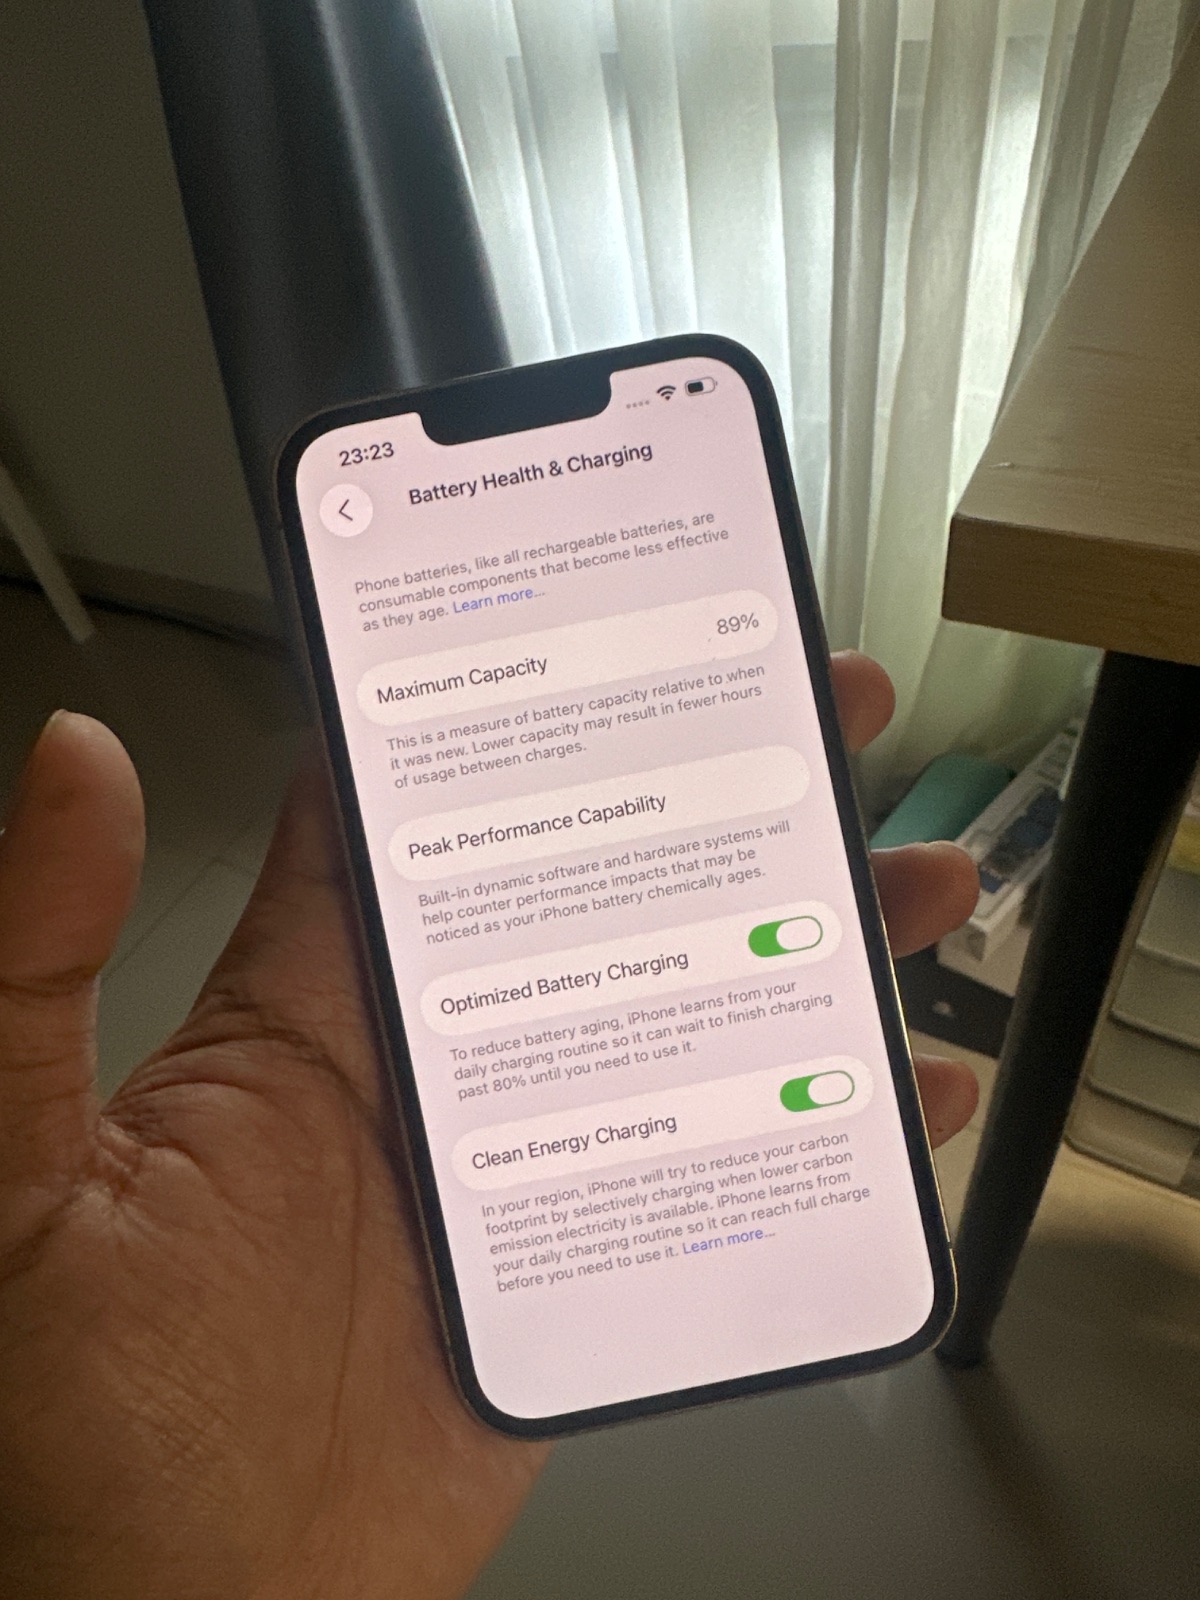 23:23
Battery Health & Charging
Phone batteries, like all rechargeable batteries, are
consumable components that become less effective
as they age. Learn more...
Maximum Capacity 89%
This is a measure of battery capacity relative to when
it was new. Lower capacity may result in fewer hours
of usage between charges.
Peak Performance Capability
Built-in dynamic software and hardware systems will
help counter performance impacts that may be
noticed as your iPhone battery chemically ages.
Optimized Battery Charging
To reduce battery aging, iPhone learns from your
daily charging routine so it can wait to finish charging
past 80% until you need to use it.
Clean Energy Charging
In your region, iPhone will try to reduce your carbon
footprint by selectively charging when lower carbon
emission electricity is available. iPhone learns from
your daily charging routine so it can reach full charge
before you need to use it. Learn more...